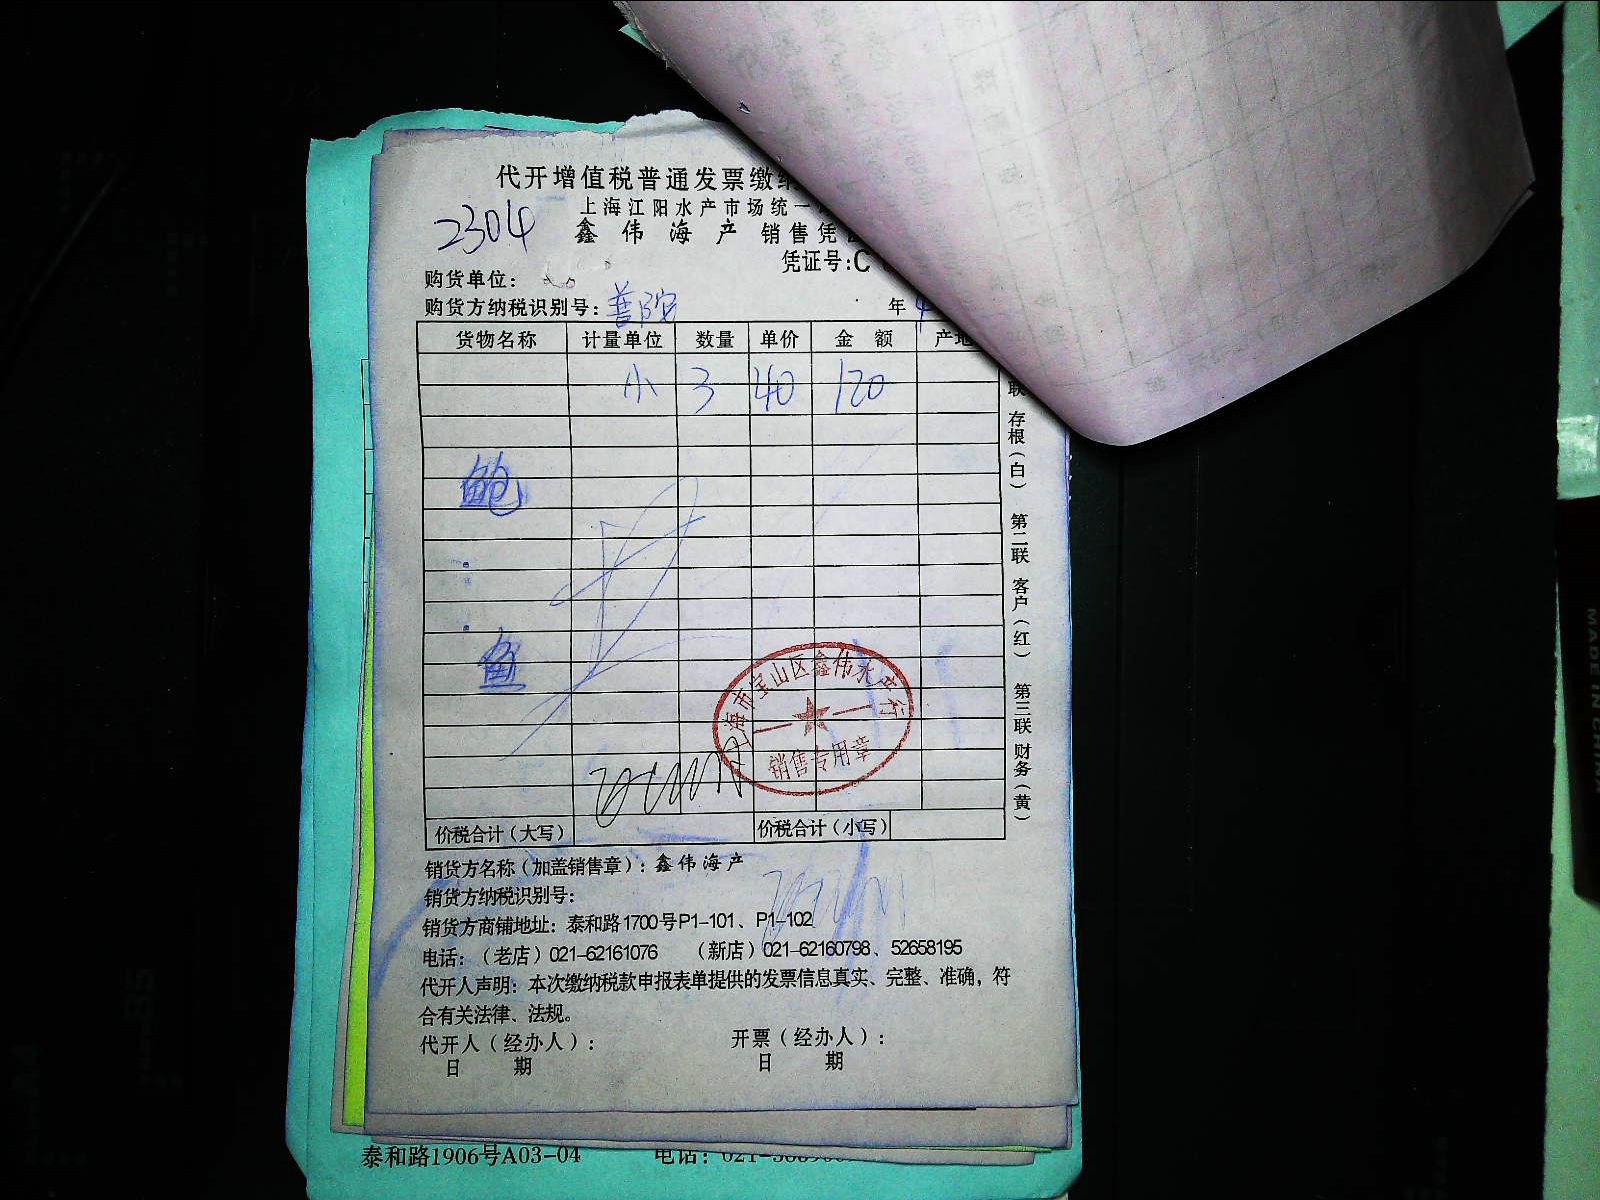 代开增值税普通发票缴纳
上海江阳水产市场统一
2304
鑫伟海产 销售凭
凭证号:C
购货单位:
购货方纳税识别号:
年 4
货物名称 计量单位 数量 单价 金额 产地
小 3 40 120
鲍
鱼
联 存根(白) 第二联 客户(红) 第三联 财务(黄)
上海市宝山区鑫伟水产行
销售专用章
价税合计(大写) 价税合计(小写)
销货方名称(加盖销售章): 鑫伟海产
销货方纳税识别号:
销货方商铺地址: 泰和路1700号P1-101、P1-102
电话:(老店)021-62161076 (新店)021-62160798、52658195
代开人声明: 本次缴纳税款申报表单提供的发票信息真实、完整、准确, 符
合有关法律、法规。
代开人(经办人): 开票(经办人):
日期 日期
泰和路1906号A03-04 电话:
MADE IN CHINA